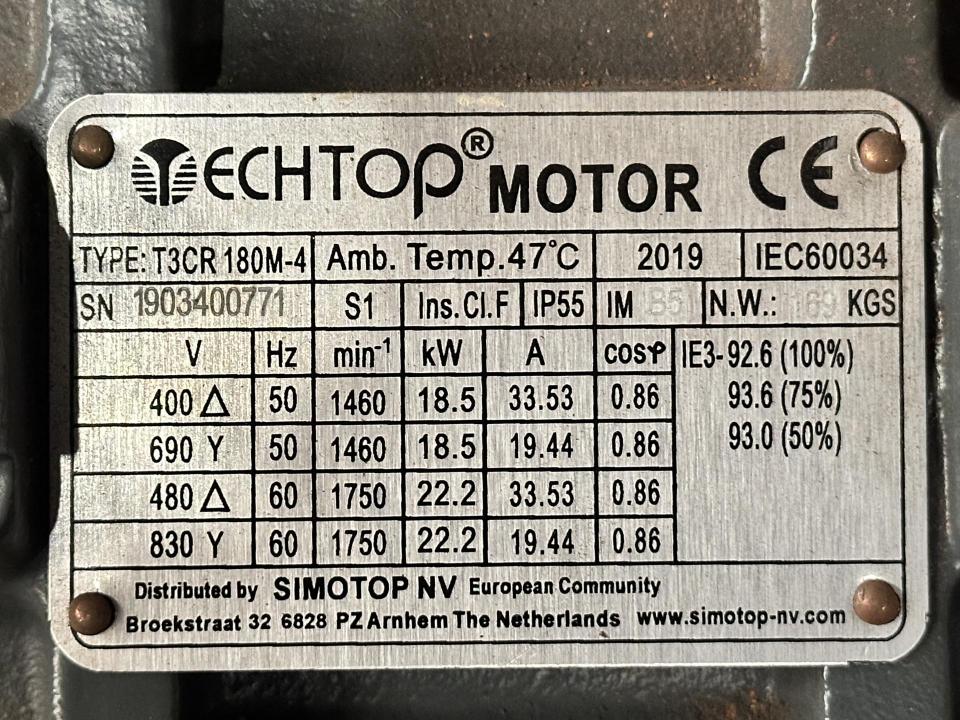 TECHTOP® MOTOR CE
TYPE: T3CR 180M-4 Amb. Temp. 47°C 2019 IEC60034
SN 1903400771 S1 Ins.Cl.F IP55 IM B5 N.W.: 169 KGS
V Hz min⁻¹ kW A cosφ IE3-92.6 (100%)
400 Δ 50 1460 18.5 33.53 0.86 93.6 (75%)
690 Y 50 1460 18.5 19.44 0.86 93.0 (50%)
480 Δ 60 1750 22.2 33.53 0.86
830 Y 60 1750 22.2 19.44 0.86
Distributed by SIMOTOP NV European Community
Broekstraat 32 6828 PZ Arnhem The Netherlands www.simotop-nv.com